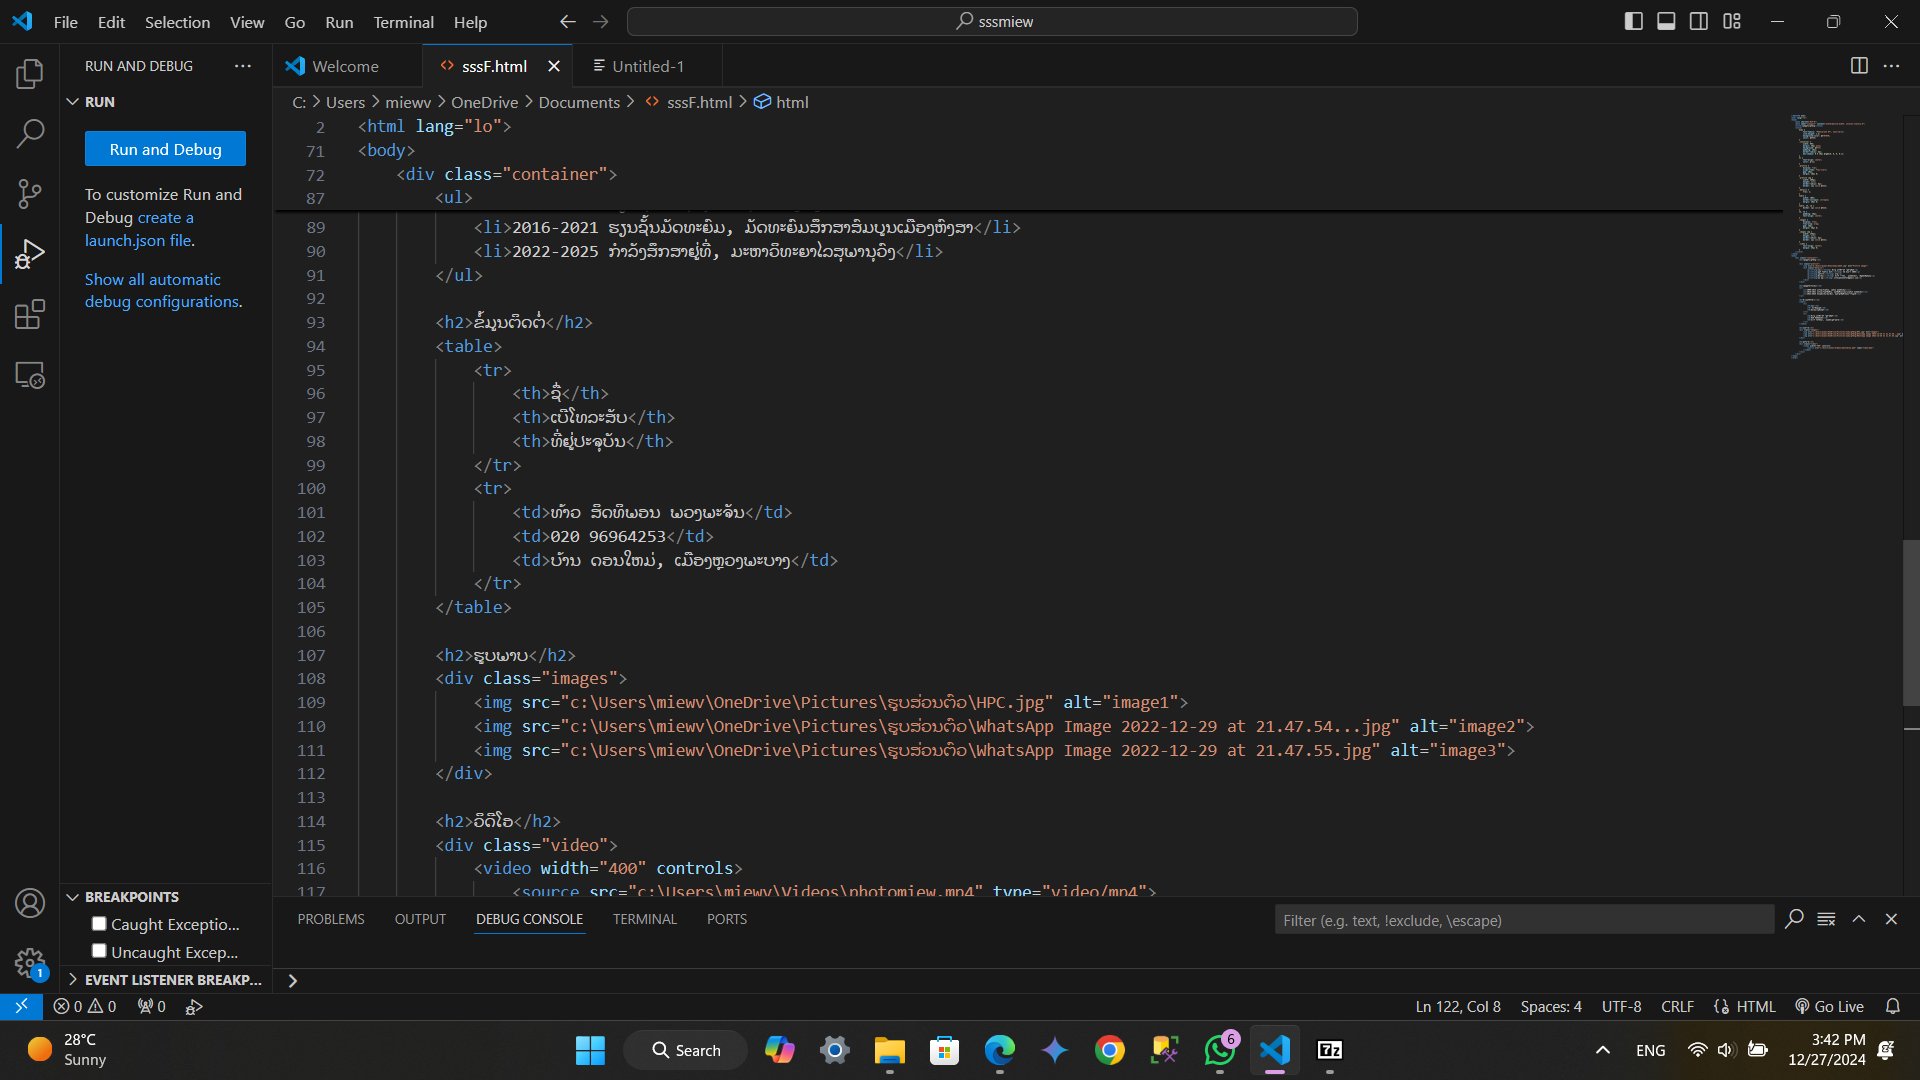 File Edit Selection View Go Run Terminal Help
sssmiew
RUN AND DEBUG
RUN
Run and Debug
To customize Run and
Debug create a
launch.json file.
Show all automatic
debug configurations.
Welcome
sssF.html
Untitled-1
C: > Users > miewv > OneDrive > Documents > sssF.html > html
2 <html lang="lo">
71 <body>
72 <div class="container">
87 <ul>
89 <li>2016-2021 ຮຽນຊັ້ນມັດທະຍົມ, ມັດທະຍົມສຶກສາສົມບູນເມືອງຫົງສາ</li>
90 <li>2022-2025 ກຳລັງສຶກສາຢູ່ທີ່, ມະຫາວິທະຍາໄລສຸພານຸວົງ</li>
91 </ul>
92
93 <h2>ຂໍ້ມູນຕິດຕໍ່</h2>
94 <table>
95 <tr>
96 <th>ຊື່</th>
97 <th>ເບີໂທລະສັບ</th>
98 <th>ທີ່ຢູ່ປະຈຸບັນ</th>
99 </tr>
100 <tr>
101 <td>ທ້າວ ສິດທິພອນ ພວງພະຈັນ</td>
102 <td>020 96964253</td>
103 <td>ບ້ານ ດອນໃຫມ່, ເມືອງຫຼວງພະບາງ</td>
104 </tr>
105 </table>
106
107 <h2>ຮູບພາບ</h2>
108 <div class="images">
109 <img src="c:\Users\miewv\OneDrive\Pictures\ຮູບສ່ວນຕົວ\HPC.jpg" alt="image1">
110 <img src="c:\Users\miewv\OneDrive\Pictures\ຮູບສ່ວນຕົວ\WhatsApp Image 2022-12-29 at 21.47.54...jpg" alt="image2">
111 <img src="c:\Users\miewv\OneDrive\Pictures\ຮູບສ່ວນຕົວ\WhatsApp Image 2022-12-29 at 21.47.55.jpg" alt="image3">
112 </div>
113
114 <h2>ວິດີໂອ</h2>
115 <div class="video">
116 <video width="400" controls>
117 <source src="c:\Users\miewv\Videos\photomiew.mp4" type="video/mp4">
BREAKPOINTS
Caught Exceptio...
Uncaught Excep...
EVENT LISTENER BREAKP...
PROBLEMS OUTPUT DEBUG CONSOLE TERMINAL PORTS
Filter (e.g. text, !exclude, \escape)
1
0 0 0
Ln 122, Col 8 Spaces: 4 UTF-8 CRLF HTML Go Live
28°C
Sunny
Search
6
7z
ENG
3:42 PM
12/27/2024